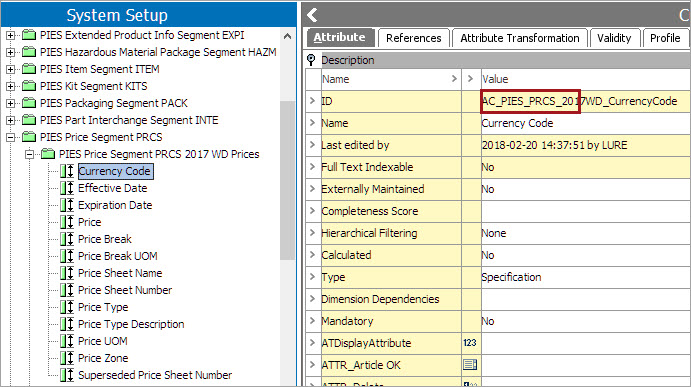 System Setup
PIES Extended Product Info Segment EXPI
PIES Hazardous Material Package Segment HAZM
PIES Item Segment ITEM
PIES Kit Segment KITS
PIES Packaging Segment PACK
PIES Part Interchange Segment INTE
PIES Price Segment PRCS
PIES Price Segment PRCS 2017 WD Prices
Currency Code
Effective Date
Expiration Date
Price
Price Break
Price Break UOM
Price Sheet Name
Price Sheet Number
Price Type
Price Type Description
Price UOM
Price Zone
Superseded Price Sheet Number
C
Attribute References Attribute Transformation Validity Profile
Description
Name > > Value
> ID AC_PIES_PRCS_2017WD_CurrencyCode
> Name Currency Code
> Last edited by 2018-02-20 14:37:51 by LURE
> Full Text Indexable No
> Externally Maintained No
> Completeness Score
> Hierarchical Filtering None
> Calculated No
> Type Specification
> Dimension Dependencies
> Mandatory No
> ATDisplayAttribute 123
> ATTR_Article OK
> ATTR_Delete